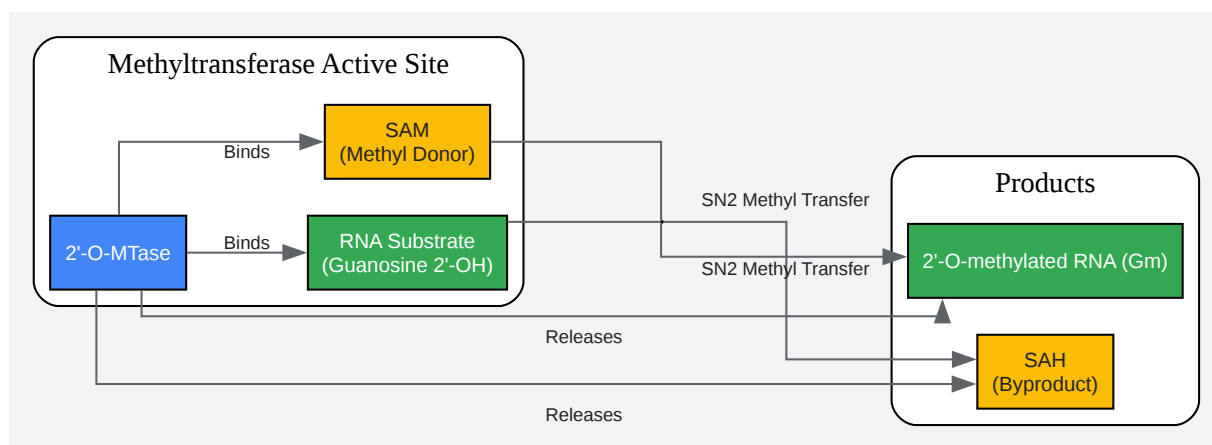 Methyltransferase Active Site
SAM
(Methyl Donor)
Binds
2'-O-MTase
Binds
RNA Substrate
(Guanosine 2'-OH)
SN2 Methyl Transfer
SN2 Methyl Transfer
Products
2'-O-methylated RNA (Gm)
Releases
SAH
(Byproduct)
Releases